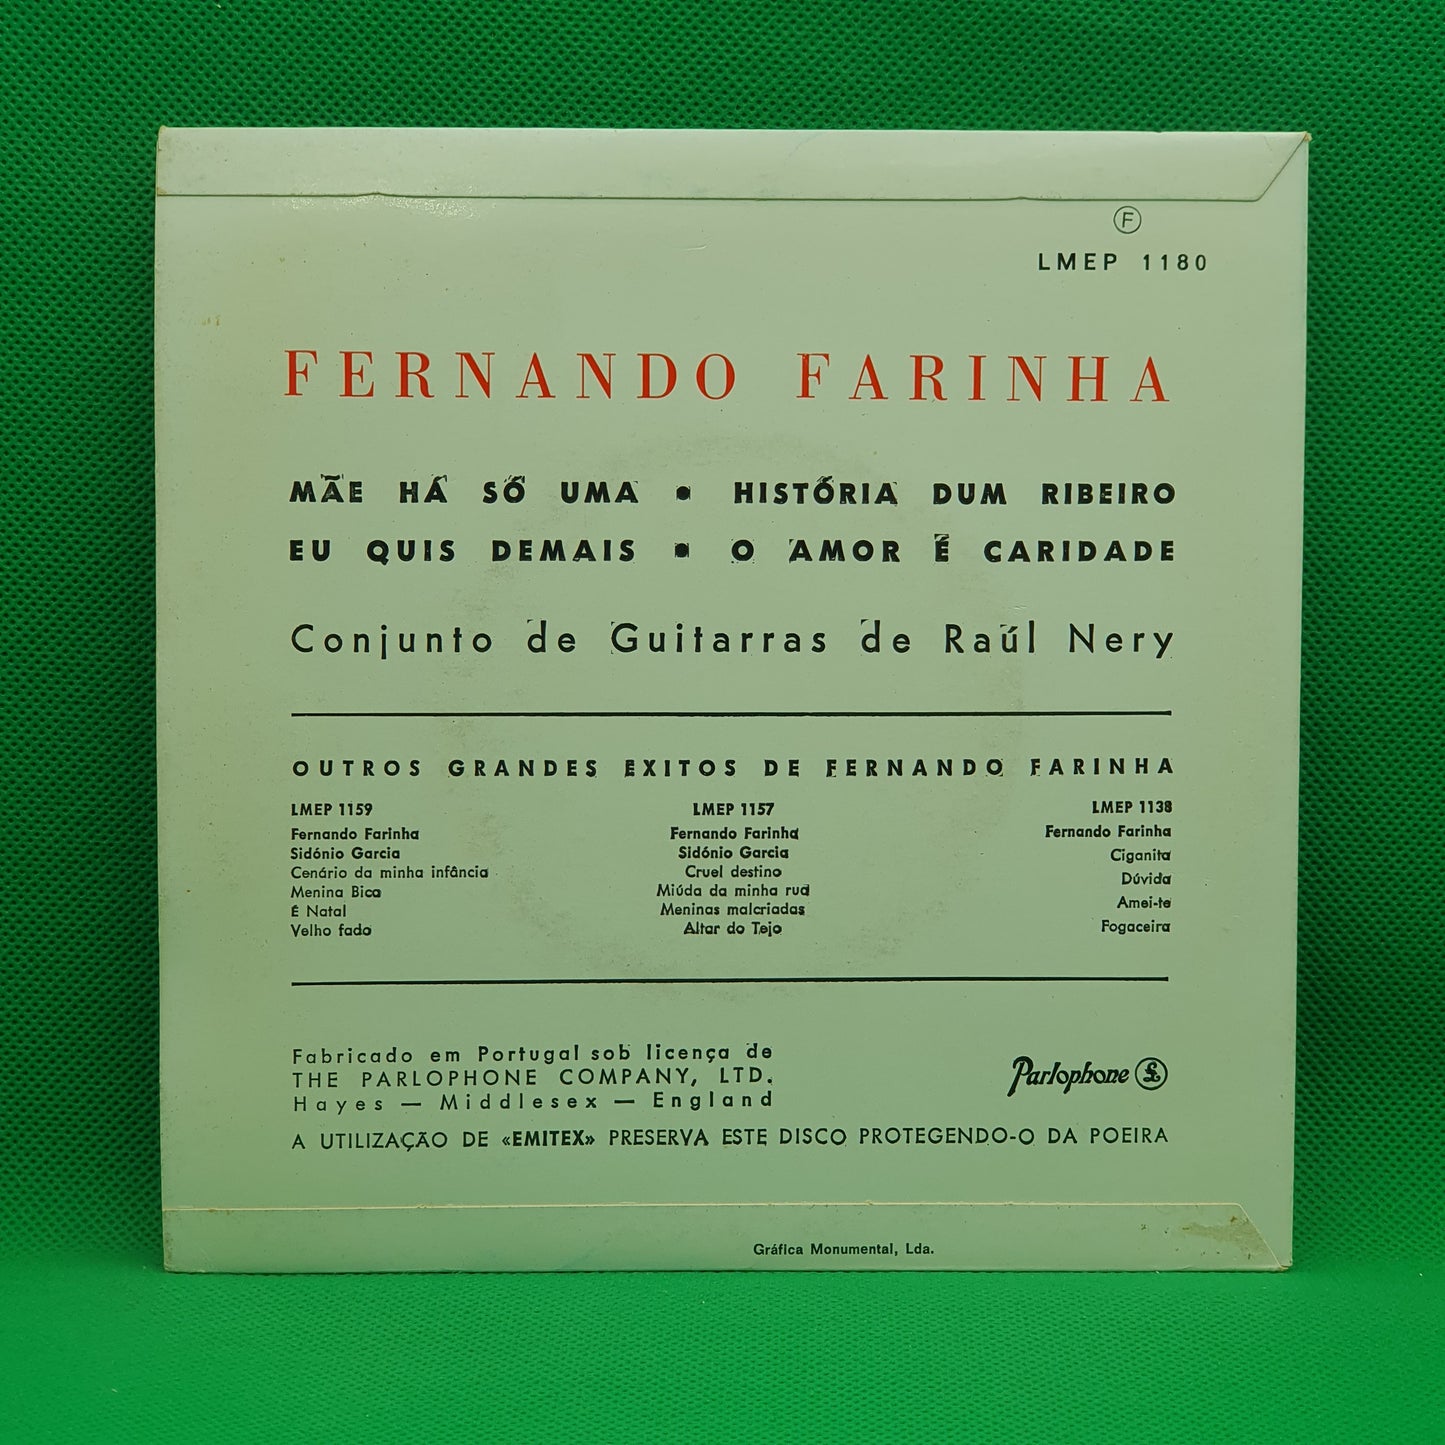 F
LMEP 1180
FERNANDO FARINHA
MÃE HÁ SÓ UMA • HISTÓRIA DUM RIBEIRO
EU QUIS DEMAIS • O AMOR É CARIDADE
Conjunto de Guitarras de Raúl Nery
OUTROS GRANDES EXITOS DE FERNANDO FARINHA
LMEP 1159
Fernando Farinha
Sidónio Garcia
Cenário da minha infância
Menina Bica
É Natal
Velho fado
LMEP 1157
Fernando Farinha
Sidónio Garcia
Cruel destino
Miúda da minha rua
Meninas malcriadas
Altar do Tejo
LMEP 1138
Fernando Farinha
Ciganita
Dúvida
Amei-te
Fogaceira
Fabricado em Portugal sob licença de
THE PARLOPHONE COMPANY, LTD.
Hayes — Middlesex — England
Parlophone £
A UTILIZAÇÃO DE «EMITEX» PRESERVA ESTE DISCO PROTEGENDO-O DA POEIRA
Gráfica Monumental, Lda.